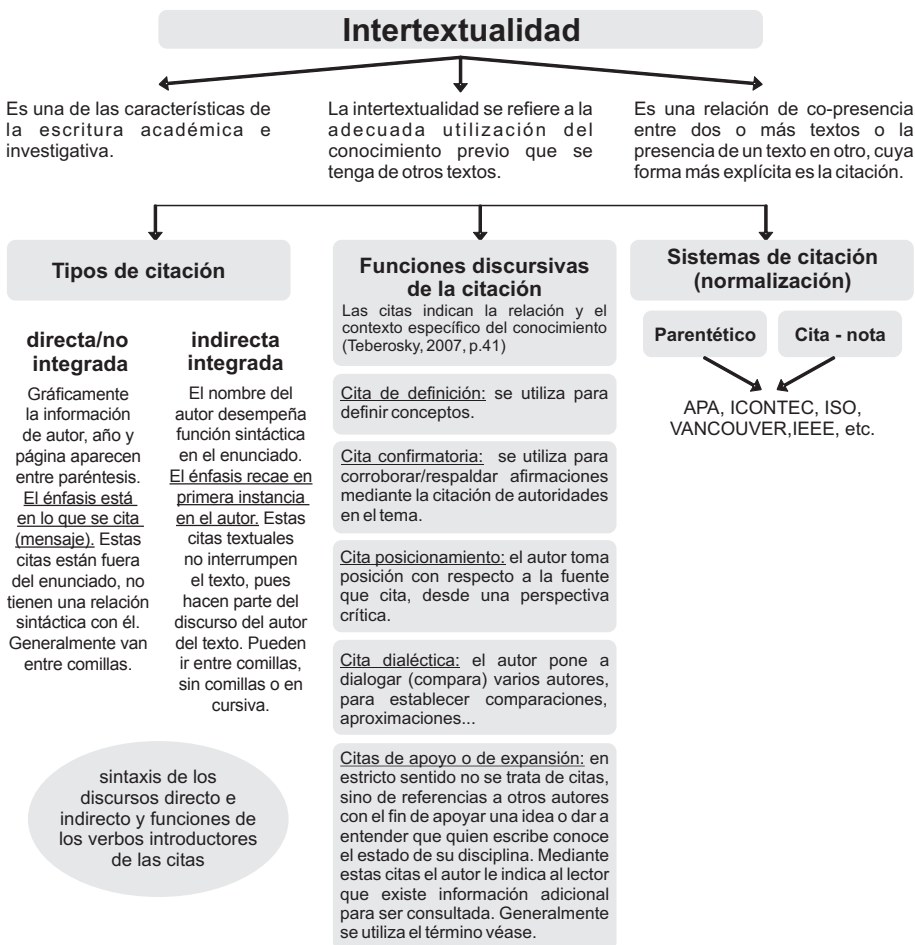 Intertextualidad
Es una de las características de
la escritura académica e
investigativa.
La intertextualidad se refiere a la
adecuada utilización del
conocimiento previo que se
tenga de otros textos.
Es una relación de co-presencia
entre dos o más textos o la
presencia de un texto en otro, cuya
forma más explícita es la citación.
Tipos de citación
directa/no
integrada
Gráficamente
la información
de autor, año y
página aparecen
entre paréntesis.
El énfasis está
en lo que se cita
(mensaje). Estas
citas están fuera
del enunciado, no
tienen una relación
sintáctica con él.
Generalmente van
entre comillas.
indirecta
integrada
El nombre del
autor desempeña
función sintáctica
en el enunciado.
El énfasis recae en
primera instancia
en el autor. Estas
citas textuales
no interrumpen
el texto, pues
hacen parte del
discurso del autor
del texto. Pueden
ir entre comillas,
sin comillas o en
cursiva.
sintaxis de los
discursos directo e
indirecto y funciones de
los verbos introductores
de las citas
Funciones discursivas
de la citación
Las citas indican la relación y el
contexto específico del conocimiento
(Teberosky, 2007, p.41)
Cita de definición: se utiliza para
definir conceptos.
Cita confirmatoria: se utiliza para
corroborar/respaldar afirmaciones
mediante la citación de autoridades
en el tema.
Cita posicionamiento: el autor toma
posición con respecto a la fuente
que cita, desde una perspectiva
crítica.
Cita dialéctica: el autor pone a
dialogar (compara) varios autores,
para establecer comparaciones,
aproximaciones...
Citas de apoyo o de expansión: en
estricto sentido no se trata de citas,
sino de referencias a otros autores
con el fin de apoyar una idea o dar a
entender que quien escribe conoce
el estado de su disciplina. Mediante
estas citas el autor le indica al lector
que existe información adicional
para ser consultada. Generalmente
se utiliza el término véase.
Sistemas de citación
(normalización)
Parentético
Cita - nota
APA, ICONTEC, ISO,
VANCOUVER,IEEE, etc.